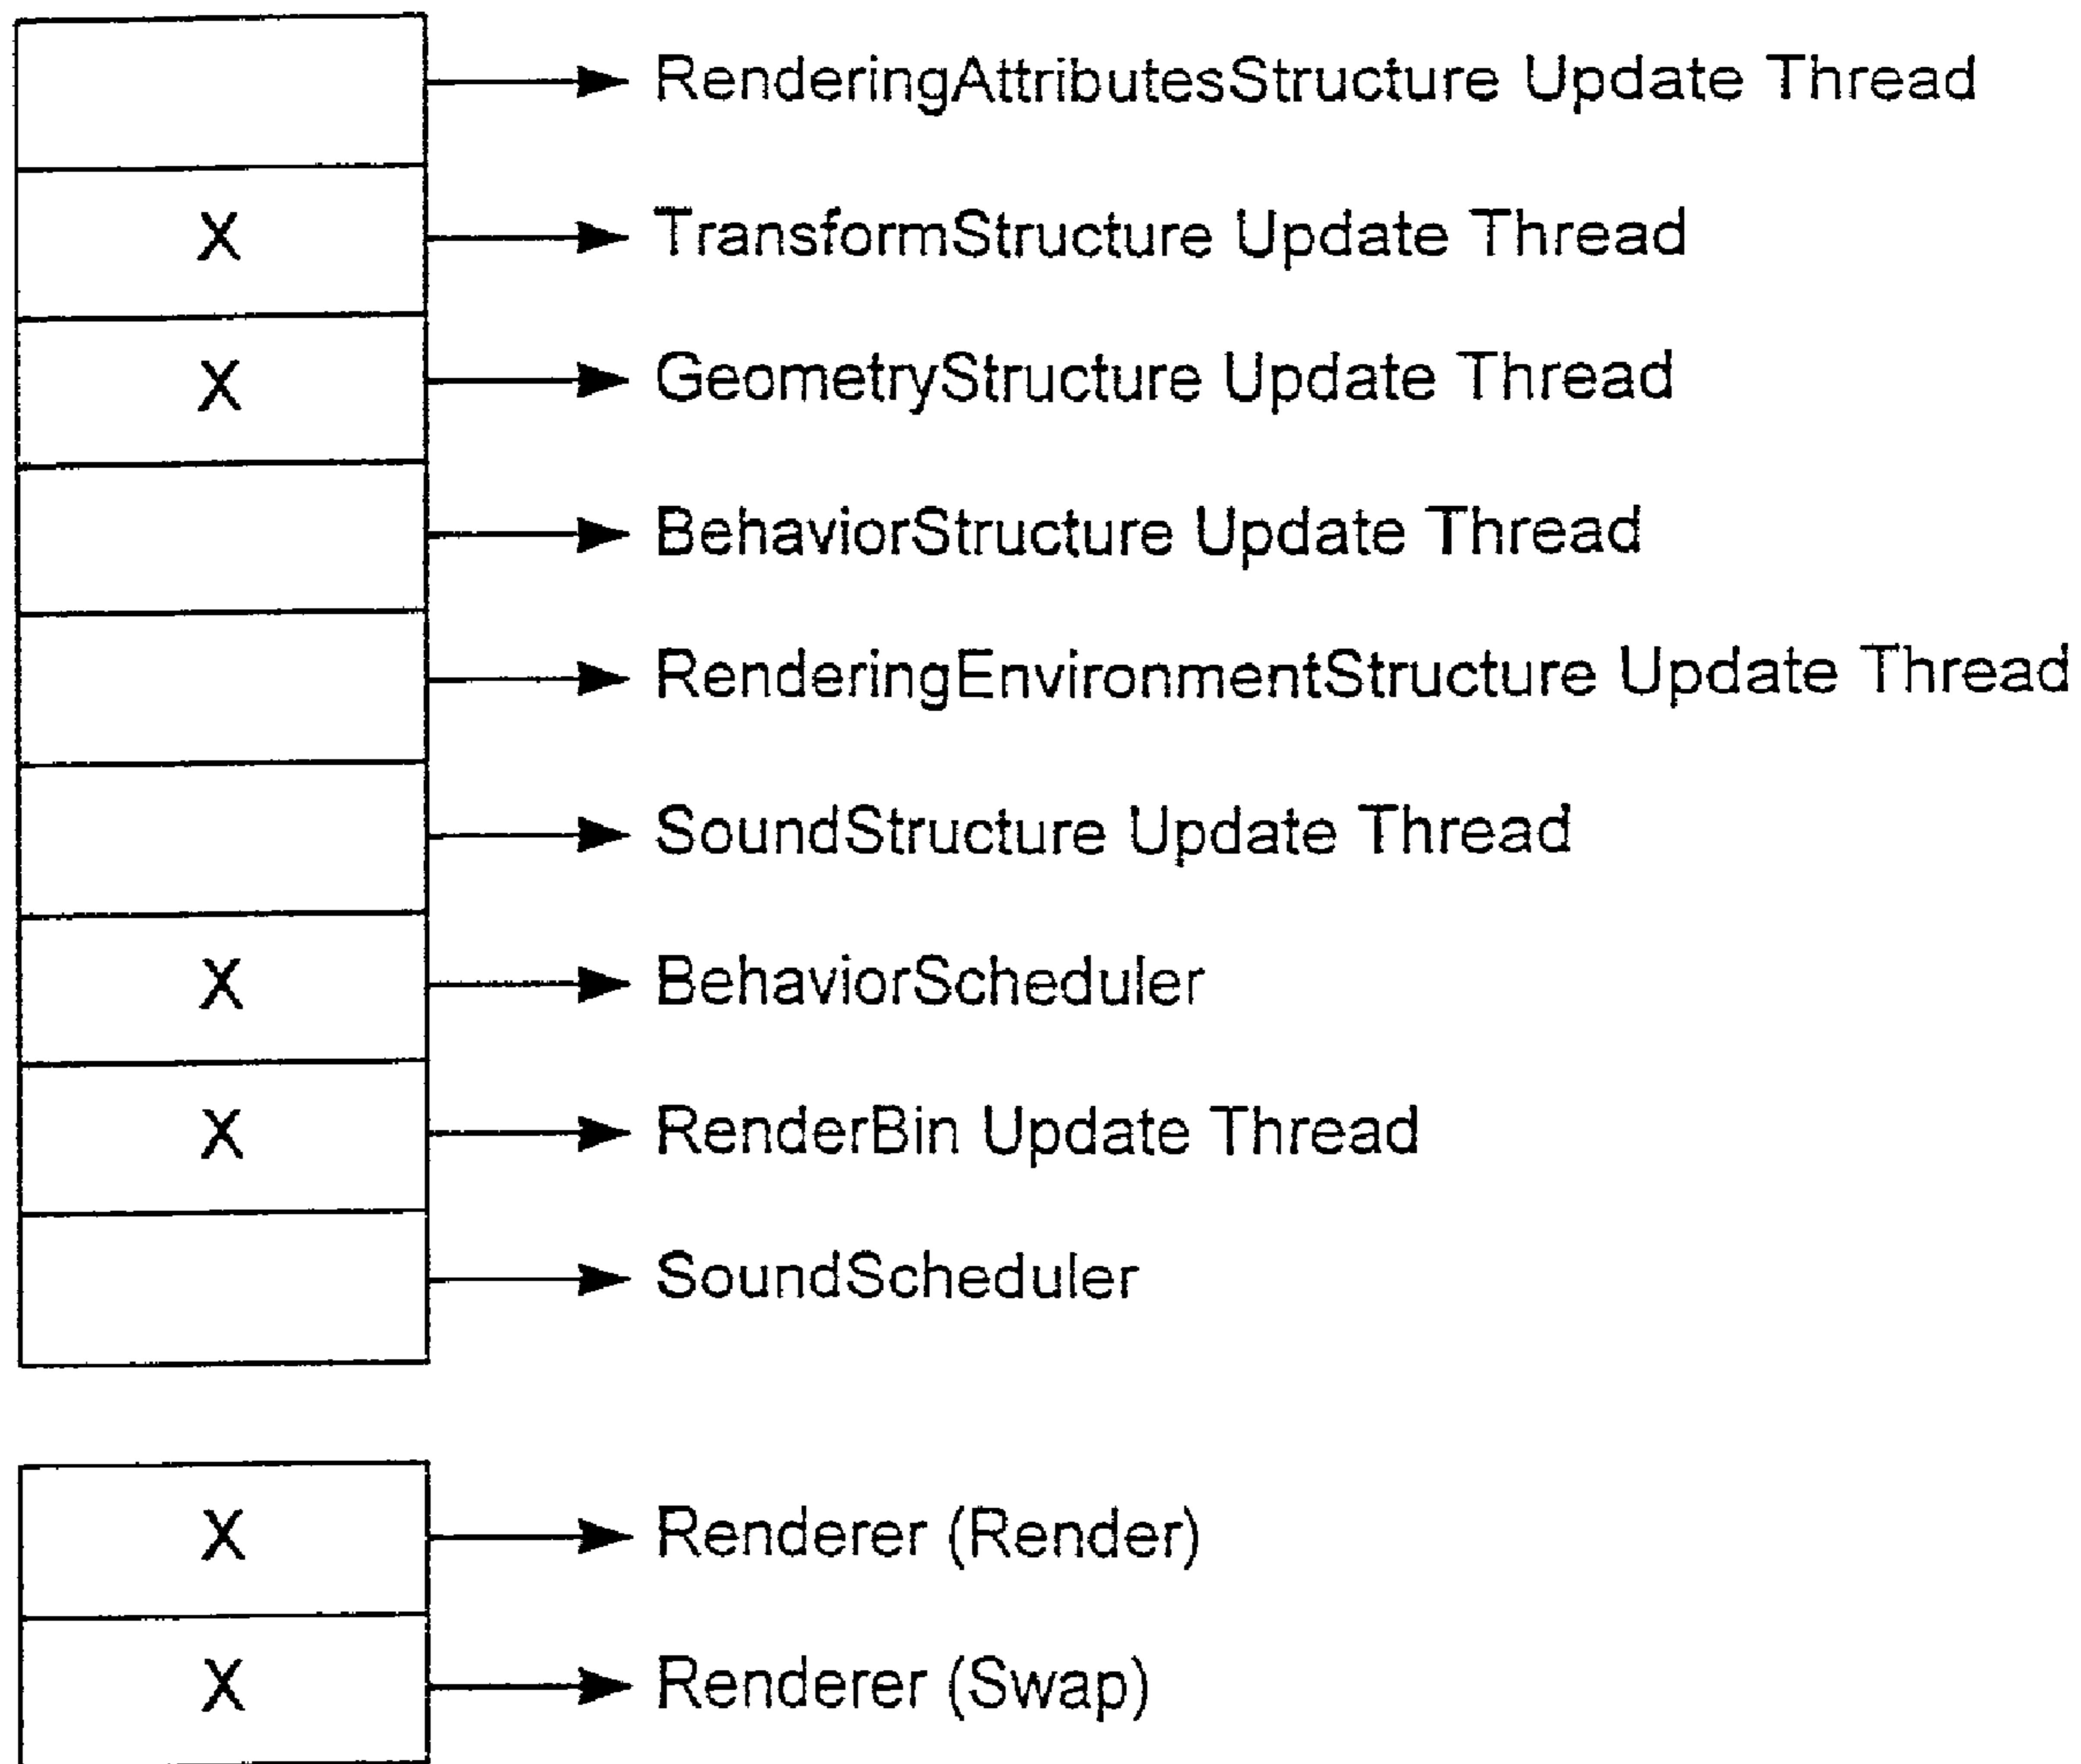 RenderingAttributesStructure Update Thread
X TransformStructure Update Thread
X GeometryStructure Update Thread
BehaviorStructure Update Thread
RenderingEnvironmentStructure Update Thread
SoundStructure Update Thread
X BehaviorScheduler
X RenderBin Update Thread
SoundScheduler
X Renderer (Render)
X Renderer (Swap)